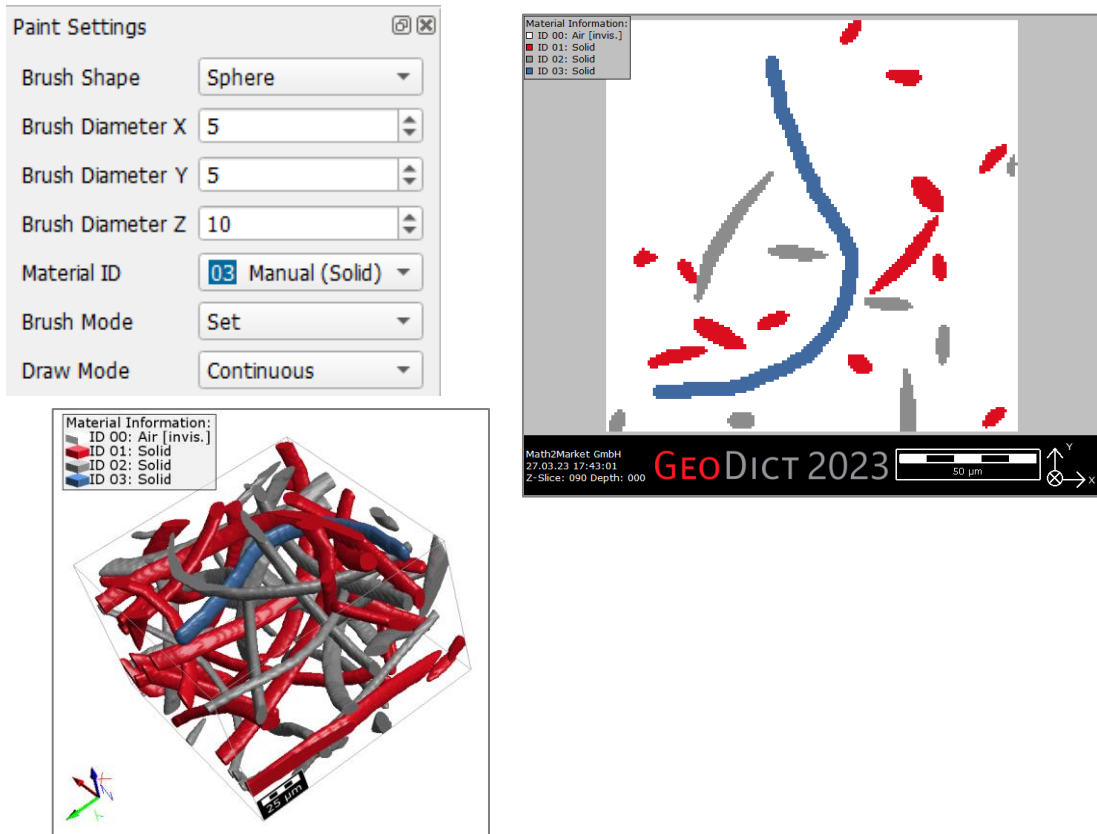 Paint Settings
Brush Shape Sphere
Brush Diameter X 5
Brush Diameter Y 5
Brush Diameter Z 10
Material ID 03 Manual (Solid)
Brush Mode Set
Draw Mode Continuous
Material Information:
ID 00: Air [invis.]
ID 01: Solid
ID 02: Solid
ID 03: Solid
Math2Market GmbH
27.03.23 17:43:01
Z-Slice: 090 Depth: 000
GEODICT 2023
50 µm
Y
X
Material Information:
ID 00: Air [invis.]
ID 01: Solid
ID 02: Solid
ID 03: Solid
25 µm